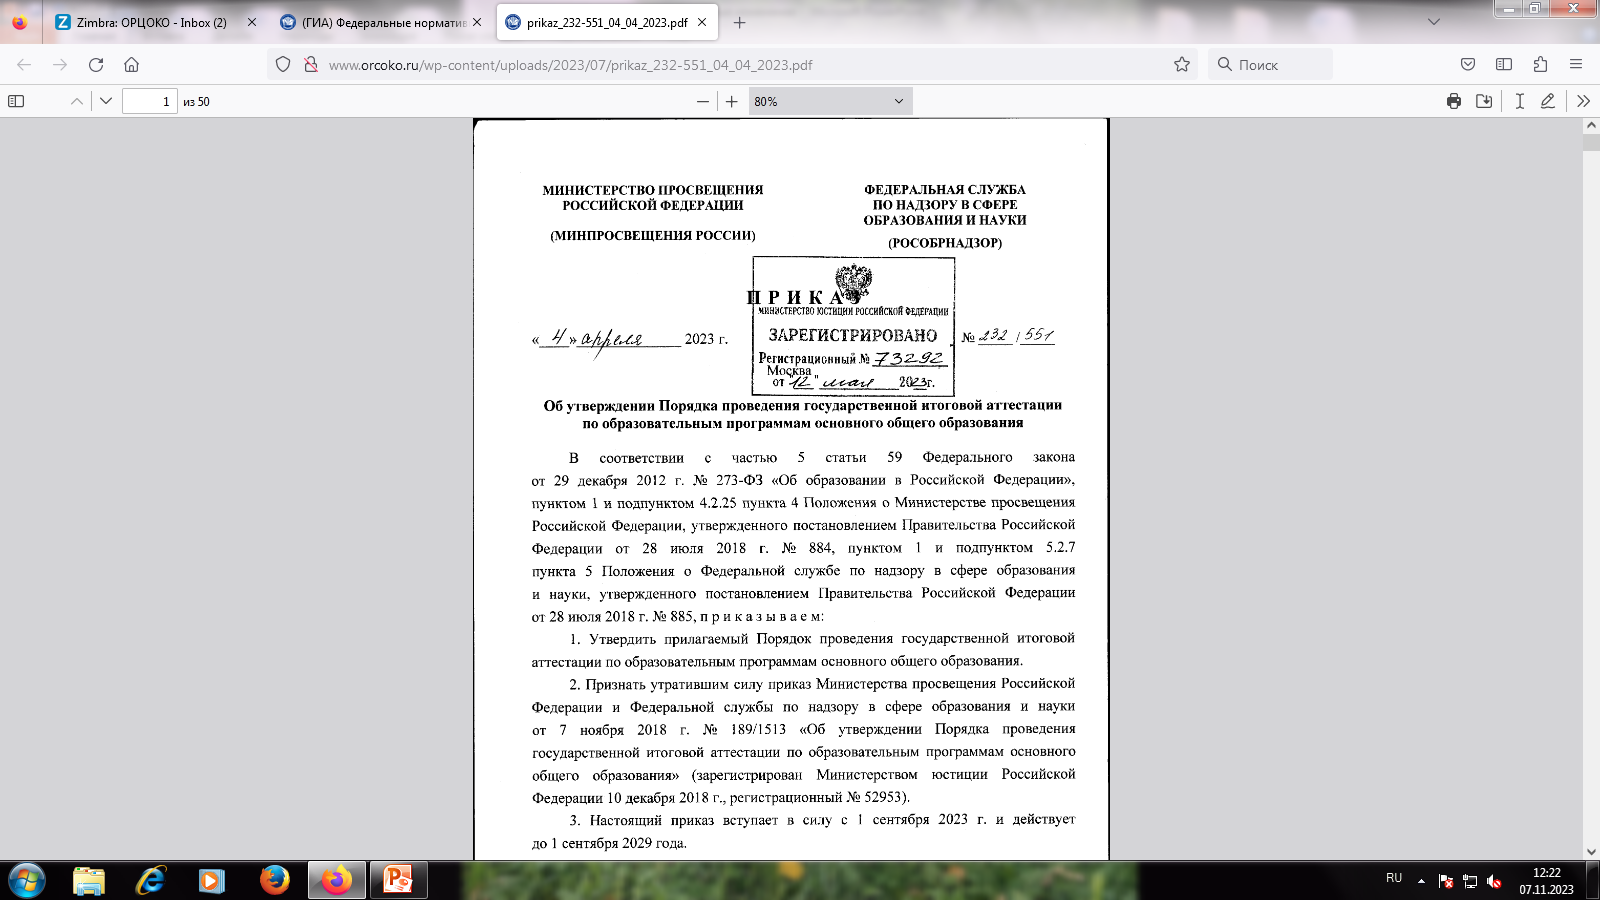 Zimbra: ОРЦОКО - Inbox (2)
(ГИА) Федеральные норматив
prikaz_232-551_04_04_2023.pdf
www.orcoko.ru/wp-content/uploads/2023/07/prikaz_232-551_04_04_2023.pdf
Поиск
1 из 50
80%
МИНИСТЕРСТВО ПРОСВЕЩЕНИЯ
РОССИЙСКОЙ ФЕДЕРАЦИИ
(МИНПРОСВЕЩЕНИЯ РОССИИ)
ФЕДЕРАЛЬНАЯ СЛУЖБА
ПО НАДЗОРУ В СФЕРЕ
ОБРАЗОВАНИЯ И НАУКИ
(РОСОБРНАДЗОР)
П Р И К А З
МИНИСТЕРСТВО ЮСТИЦИИ РОССИЙСКОЙ ФЕДЕРАЦИИ
ЗАРЕГИСТРИРОВАНО
Регистрационный № 73292
Москва
от "12" мая 2023г.
« 4 » апреля 2023 г.
№ 232 / 551
Об утверждении Порядка проведения государственной итоговой аттестации
по образовательным программам основного общего образования
В соответствии с частью 5 статьи 59 Федерального закона
от 29 декабря 2012 г. № 273-ФЗ «Об образовании в Российской Федерации»,
пунктом 1 и подпунктом 4.2.25 пункта 4 Положения о Министерстве просвещения
Российской Федерации, утвержденного постановлением Правительства Российской
Федерации от 28 июля 2018 г. № 884, пунктом 1 и подпунктом 5.2.7
пункта 5 Положения о Федеральной службе по надзору в сфере образования
и науки, утвержденного постановлением Правительства Российской Федерации
от 28 июля 2018 г. № 885, п р и к а з ы в а е м:
1. Утвердить прилагаемый Порядок проведения государственной итоговой
аттестации по образовательным программам основного общего образования.
2. Признать утратившим силу приказ Министерства просвещения Российской
Федерации и Федеральной службы по надзору в сфере образования и науки
от 7 ноября 2018 г. № 189/1513 «Об утверждении Порядка проведения
государственной итоговой аттестации по образовательным программам основного
общего образования» (зарегистрирован Министерством юстиции Российской
Федерации 10 декабря 2018 г., регистрационный № 52953).
3. Настоящий приказ вступает в силу с 1 сентября 2023 г. и действует
до 1 сентября 2029 года.
RU
12:22
07.11.2023